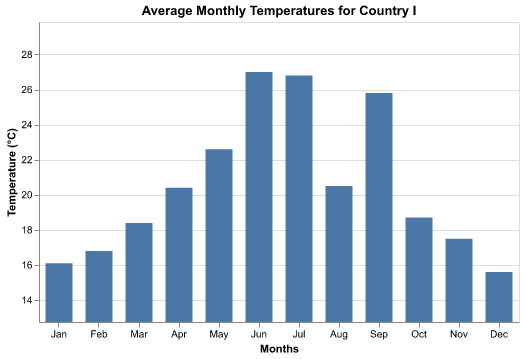 Average Monthly Temperatures for Country I
Temperature (°C)
28
26
24
22
20
18
16
14
Jan Feb Mar Apr May Jun Jul Aug Sep Oct Nov Dec
Months